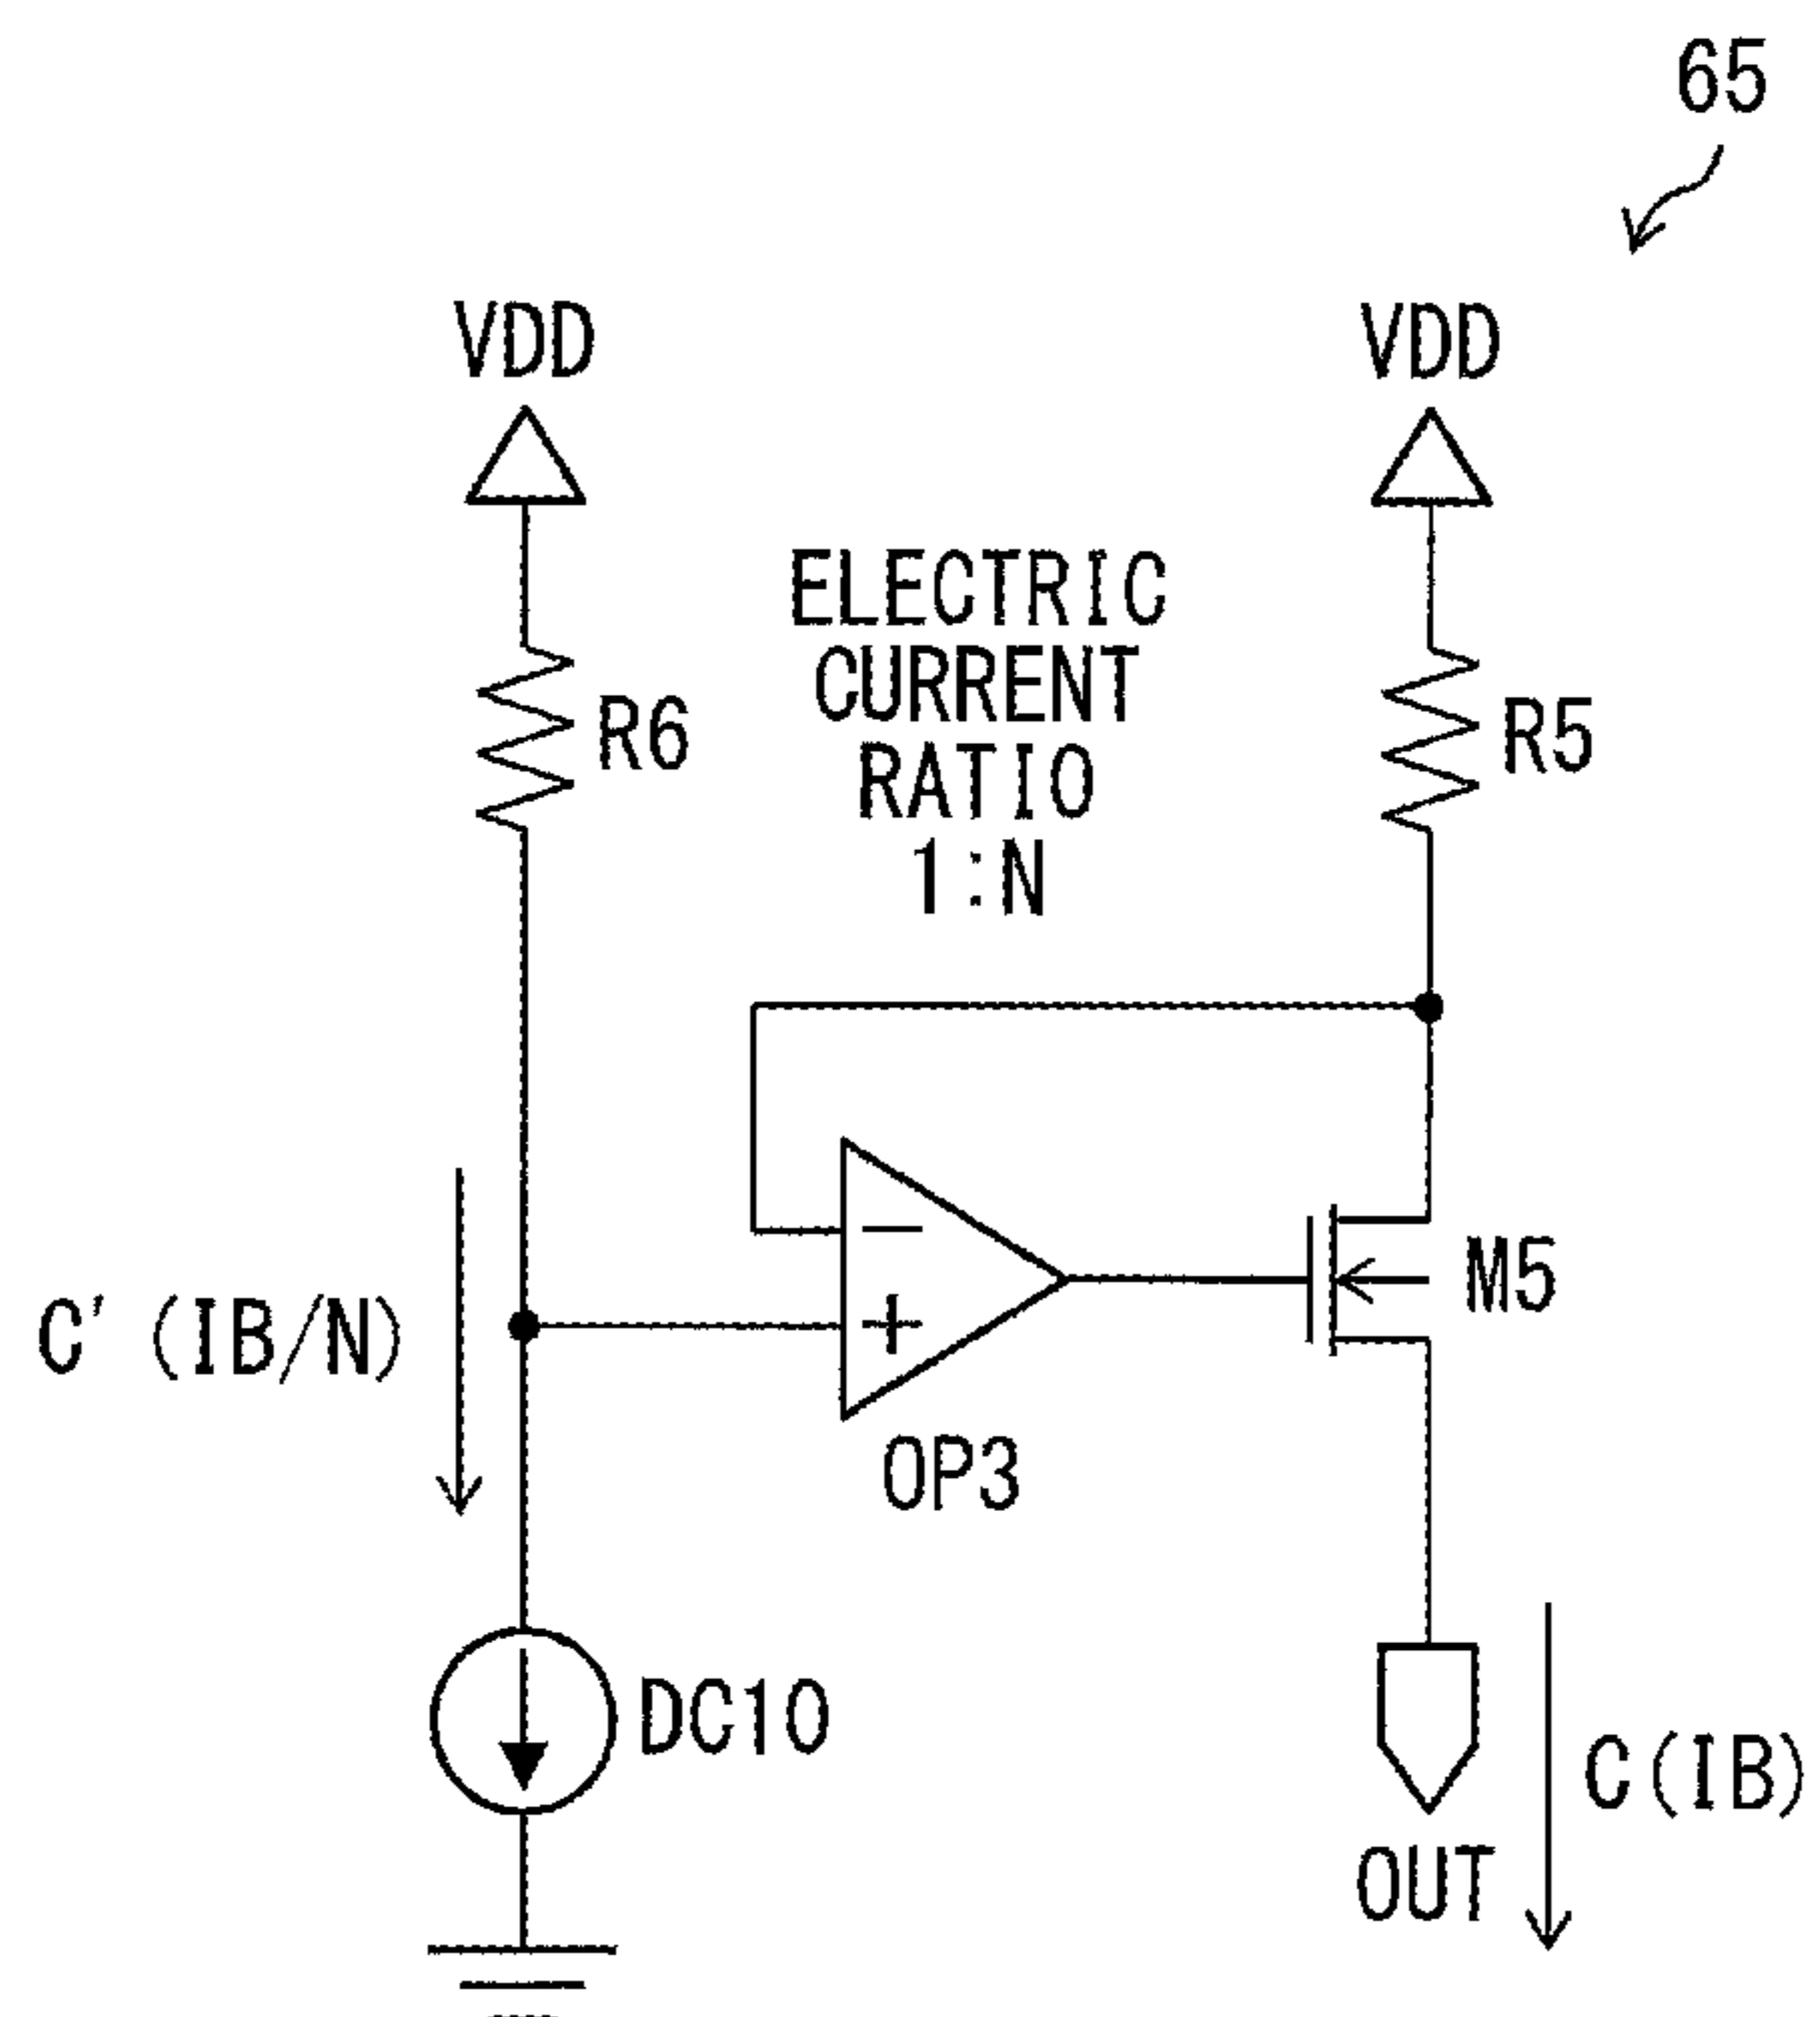 65
VDD
VDD
ELECTRIC
CURRENT
RATIO
1:N
R6
R5
−
+
M5
C' (IB/N)
OP3
DC10
C(IB)
OUT